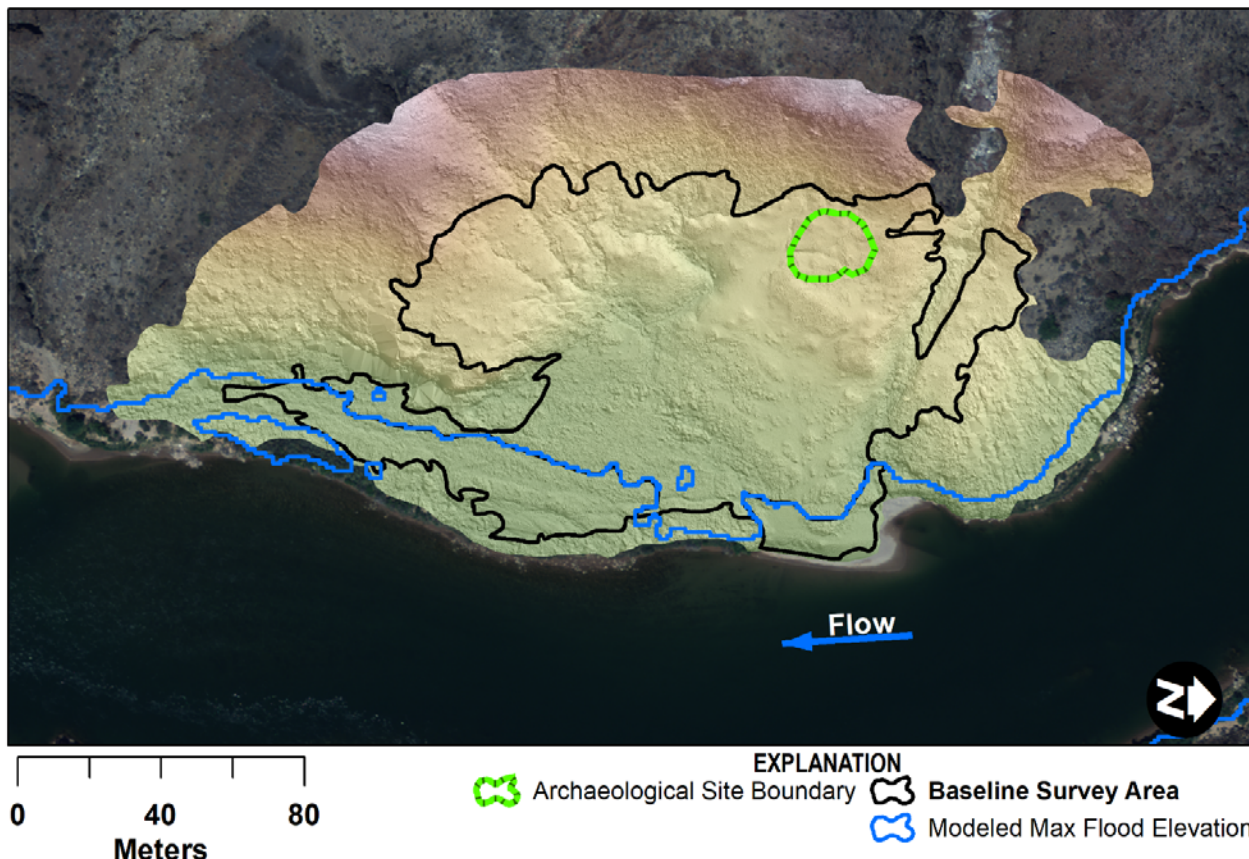 Flow
N
0 40 80
Meters
EXPLANATION
Archaeological Site Boundary
Baseline Survey Area
Modeled Max Flood Elevation